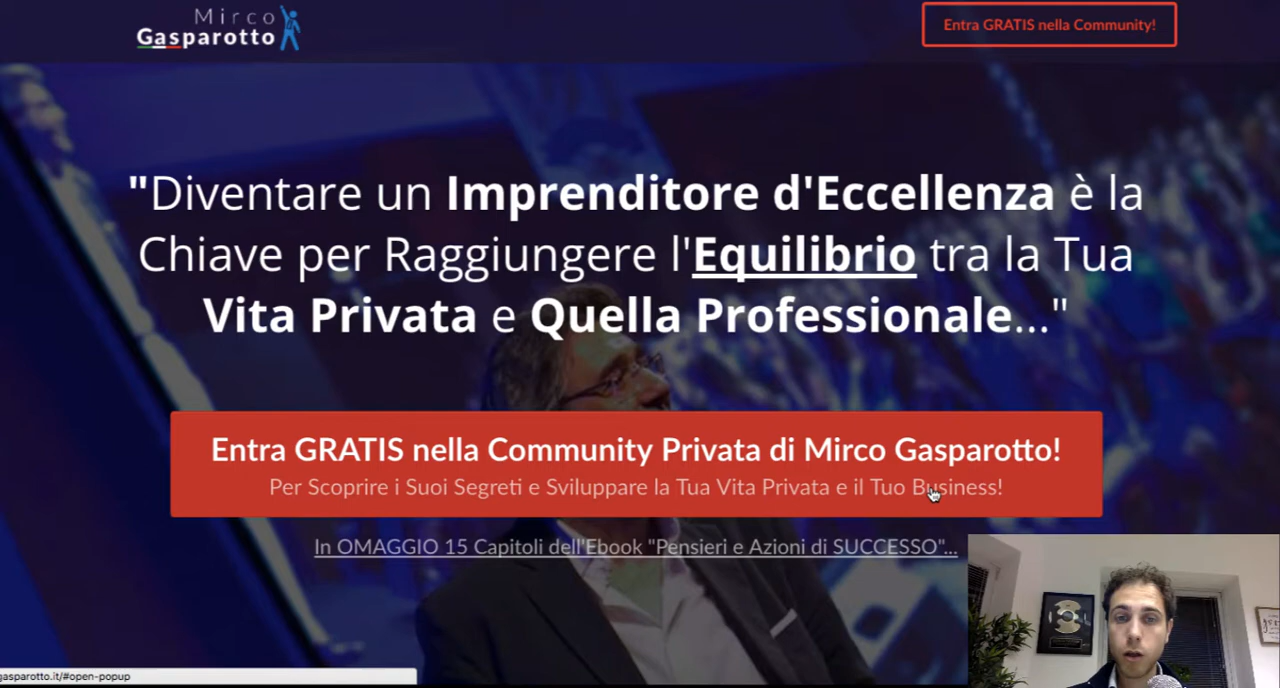 Mirco
Gasparotto
Entra GRATIS nella Community!
"Diventare un Imprenditore d'Eccellenza è la
Chiave per Raggiungere l'Equilibrio tra la Tua
Vita Privata e Quella Professionale..."
Entra GRATIS nella Community Privata di Mirco Gasparotto!
Per Scoprire i Suoi Segreti e Sviluppare la Tua Vita Privata e il Tuo Business!
In OMAGGIO 15 Capitoli dell'Ebook "Pensieri e Azioni di SUCCESSO"...
gasparotto.it/#open-popup